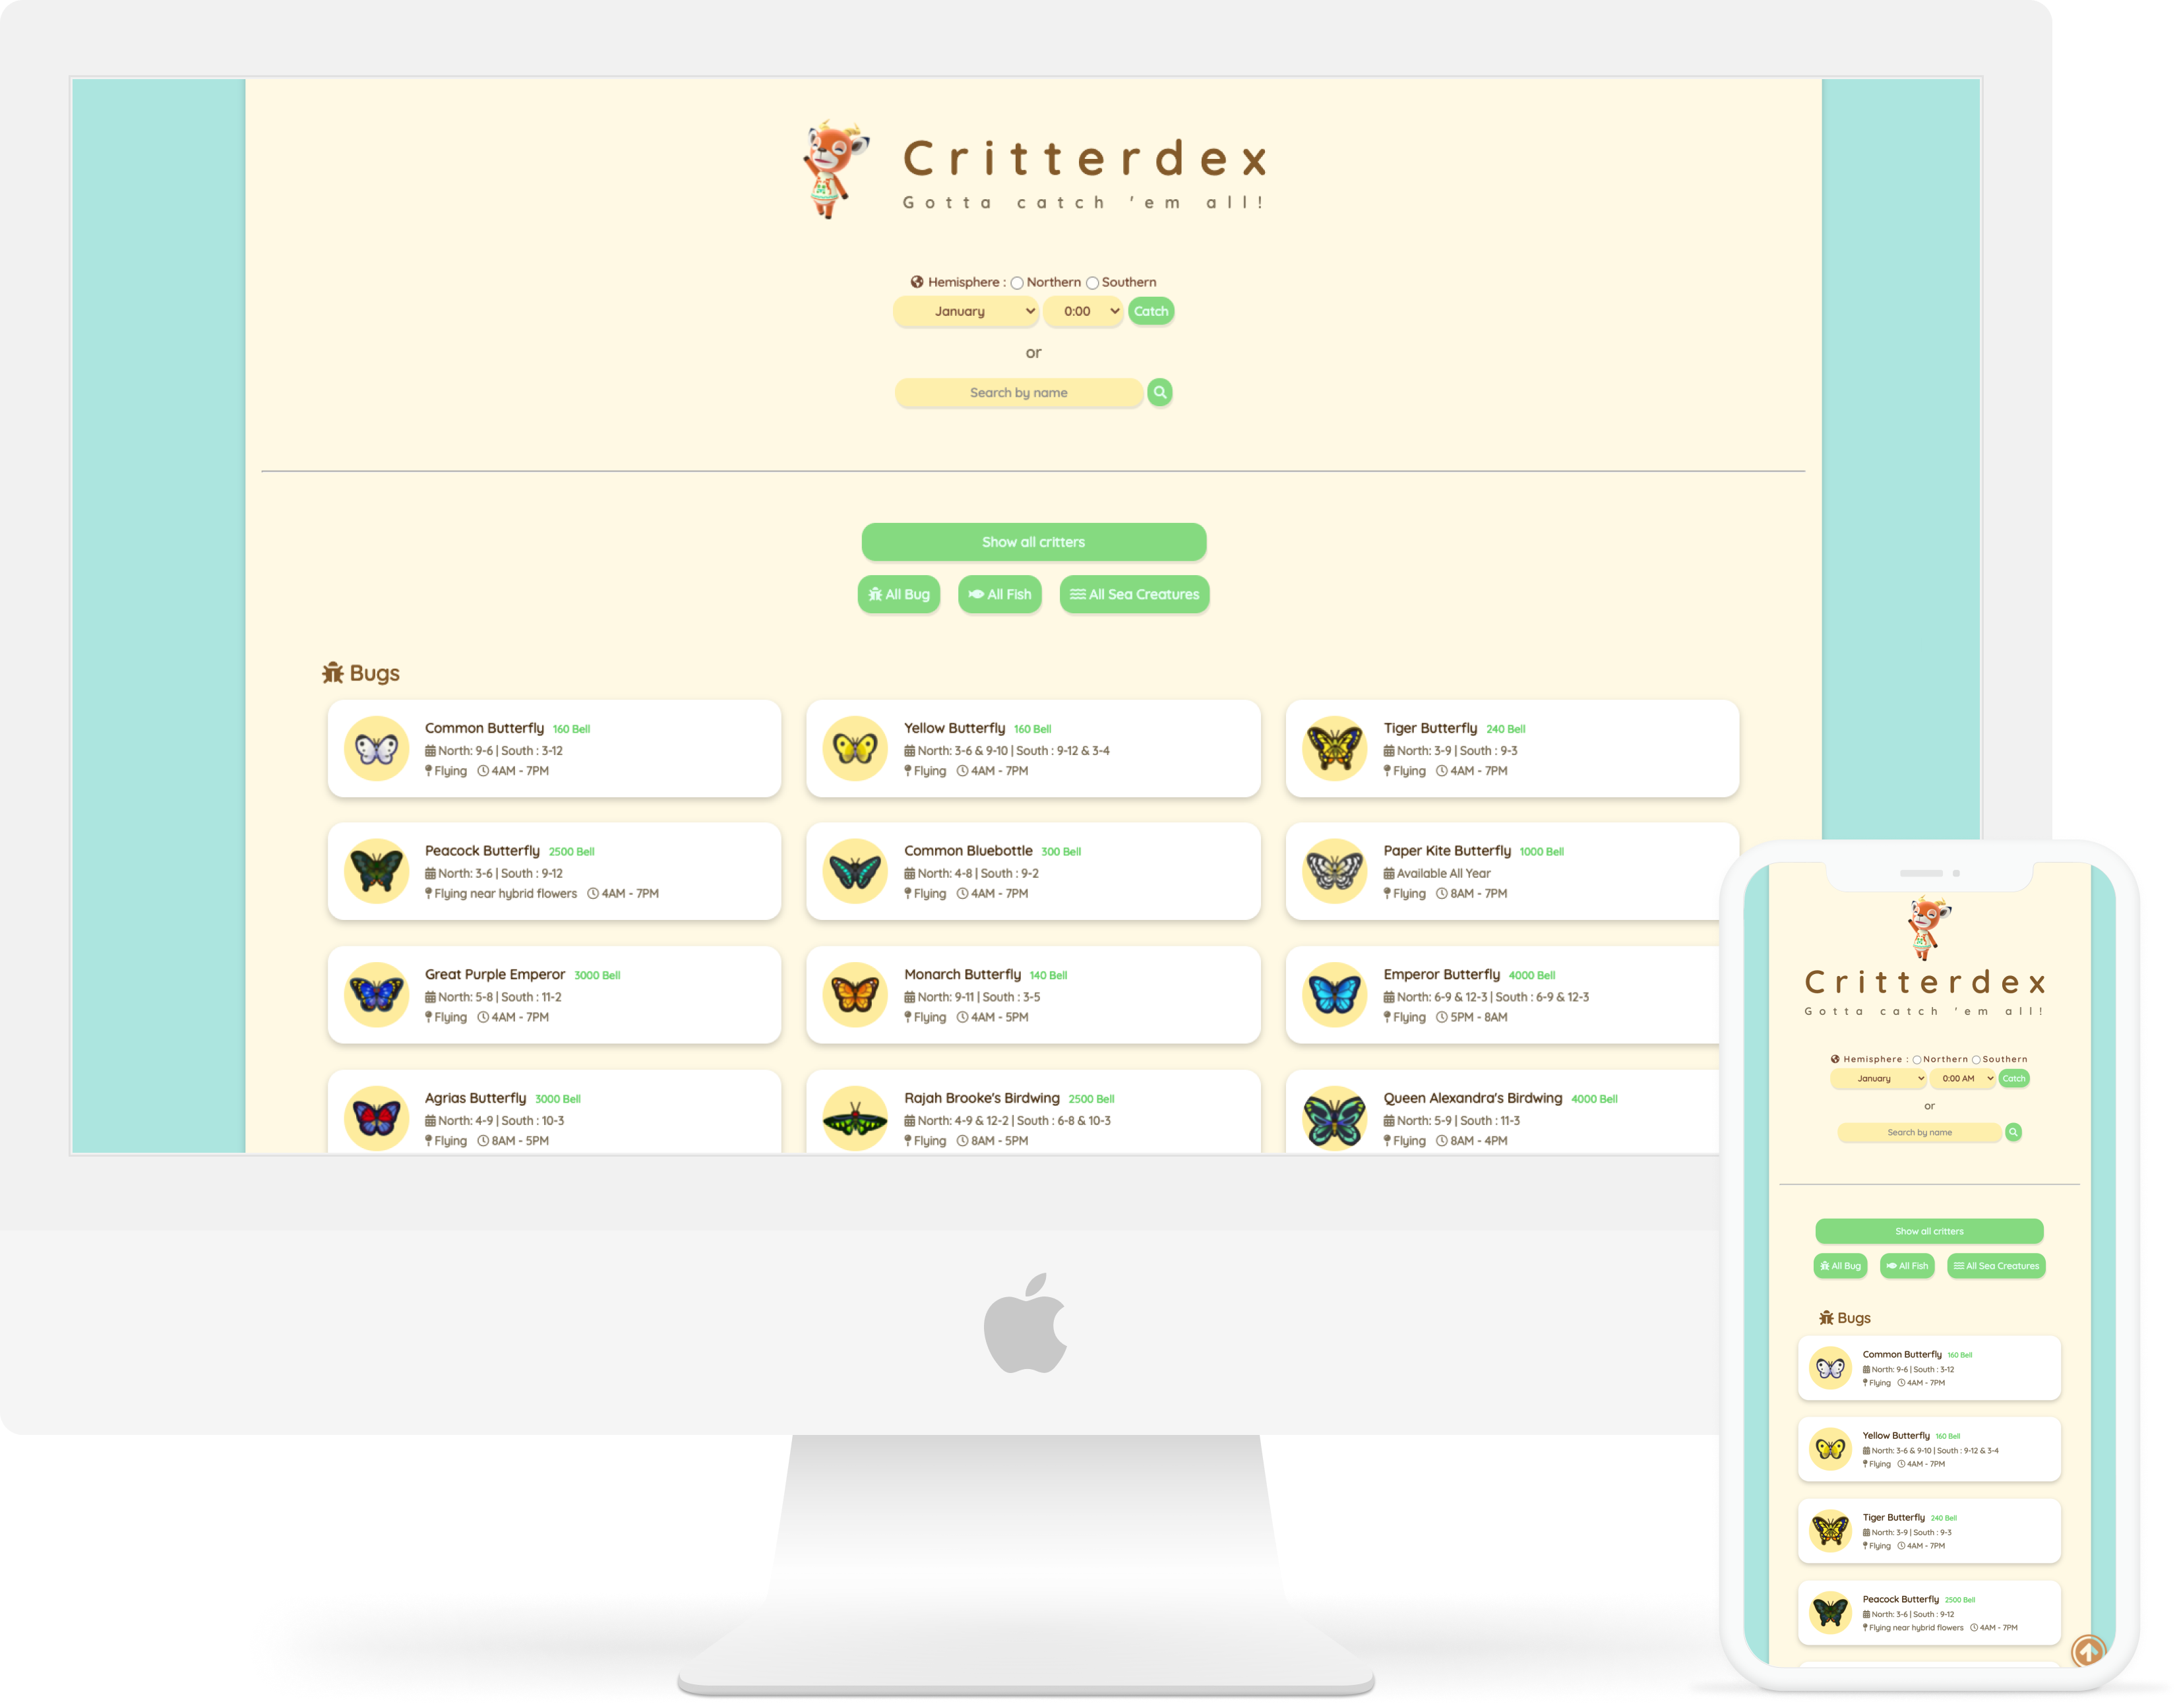 Critterdex
Gotta catch 'em all!
Hemisphere : Northern Southern
January 0:00 Catch
or
Search by name
Show all critters
All Bug All Fish All Sea Creatures
Bugs
Common Butterfly 160 Bell
North: 9-6 | South : 3-12
Flying 4AM - 7PM
Yellow Butterfly 160 Bell
North: 3-6 & 9-10 | South : 9-12 & 3-4
Flying 4AM - 7PM
Tiger Butterfly 240 Bell
North: 3-9 | South : 9-3
Flying 4AM - 7PM
Peacock Butterfly 2500 Bell
North: 3-6 | South : 9-12
Flying near hybrid flowers 4AM - 7PM
Common Bluebottle 300 Bell
North: 4-8 | South : 9-2
Flying 4AM - 7PM
Paper Kite Butterfly 1000 Bell
Available All Year
Flying 8AM - 7PM
Great Purple Emperor 3000 Bell
North: 5-8 | South : 11-2
Flying 4AM - 7PM
Monarch Butterfly 140 Bell
North: 9-11 | South : 3-5
Flying 4AM - 5PM
Emperor Butterfly 4000 Bell
North: 6-9 & 12-3 | South : 6-9 & 12-3
Flying 5PM - 8AM
Agrias Butterfly 3000 Bell
North: 4-9 | South : 10-3
Flying 8AM - 5PM
Rajah Brooke's Birdwing 2500 Bell
North: 4-9 & 12-2 | South : 6-8 & 10-3
Flying 8AM - 5PM
Queen Alexandra's Birdwing 4000 Bell
North: 5-9 | South : 11-3
Flying 8AM - 4PM
Critterdex
Gotta catch 'em all!
Hemisphere : Northern Southern
January 0:00 AM Catch
or
Search by name
Show all critters
All Bug All Fish All Sea Creatures
Bugs
Common Butterfly 160 Bell
North: 9-6 | South : 3-12
Flying 4AM - 7PM
Yellow Butterfly 160 Bell
North: 3-6 & 9-10 | South : 9-12 & 3-4
Flying 4AM - 7PM
Tiger Butterfly 240 Bell
North: 3-9 | South : 9-3
Flying 4AM - 7PM
Peacock Butterfly 2500 Bell
North: 3-6 | South : 9-12
Flying near hybrid flowers 4AM - 7PM